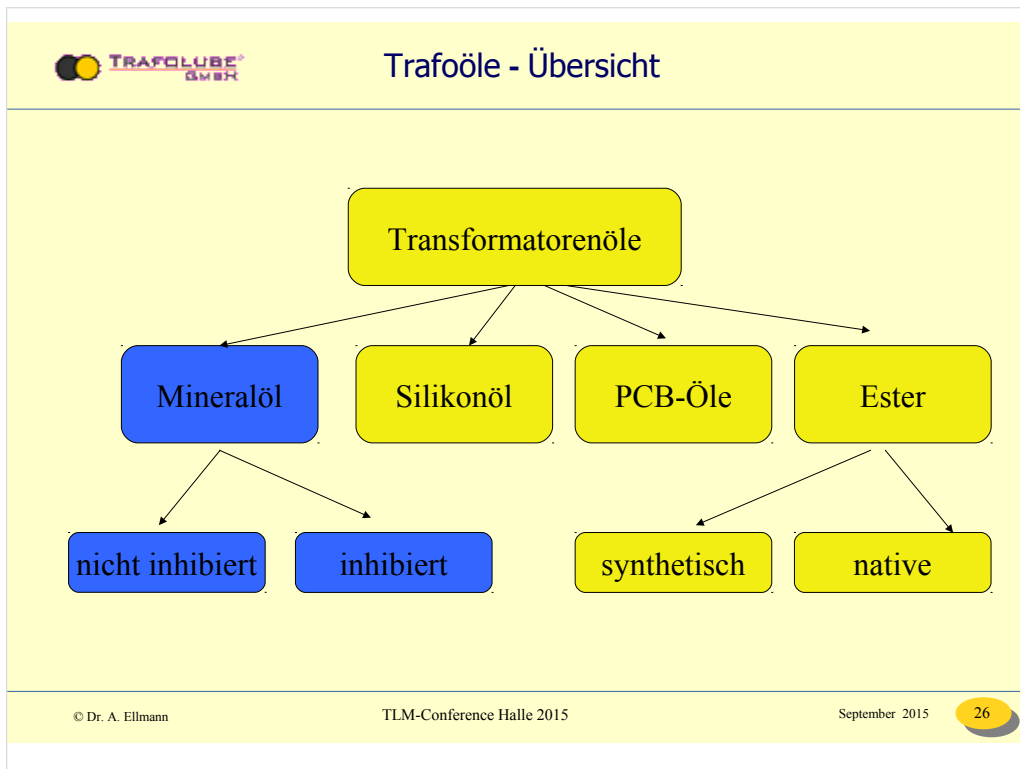 TRAFOLUBE®
GMBH
Trafoöle - Übersicht
Transformatorenöle
Mineralöl
Silikonöl
PCB-Öle
Ester
nicht inhibiert
inhibiert
synthetisch
native
© Dr. A. Ellmann
TLM-Conference Halle 2015
September 2015
26